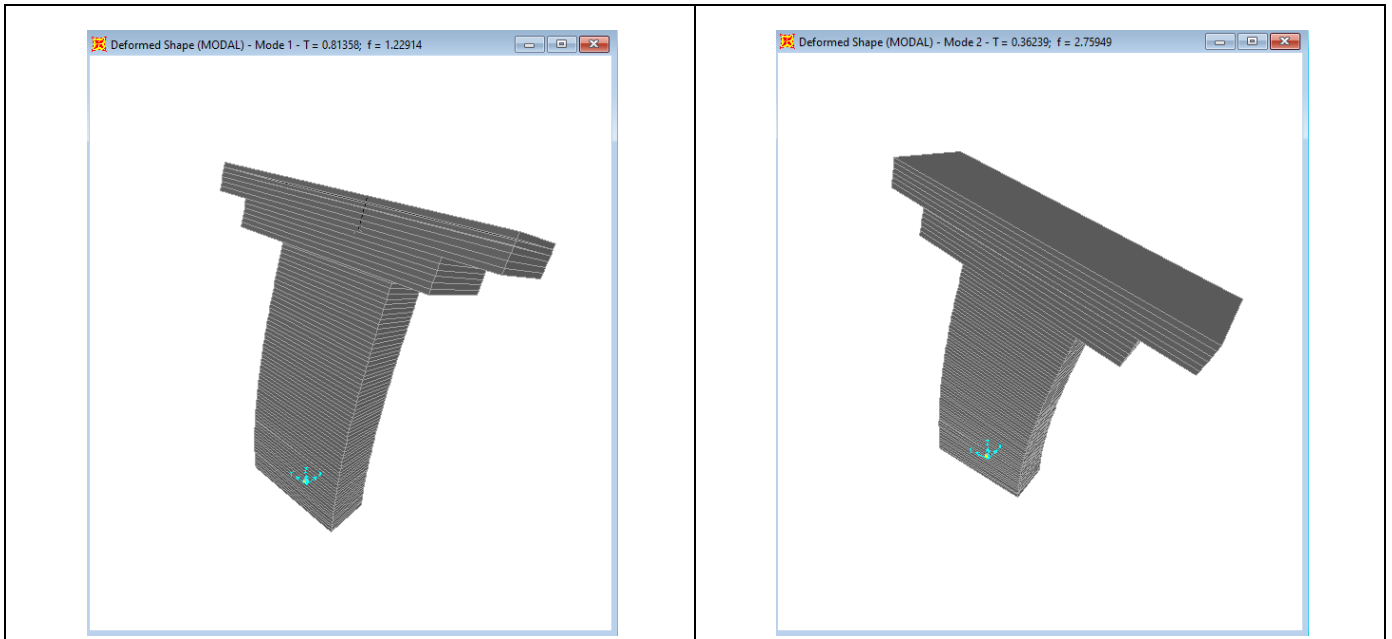 Deformed Shape (MODAL) - Mode 1 - T = 0.81358; f = 1.22914
Deformed Shape (MODAL) - Mode 2 - T = 0.36239; f = 2.75949